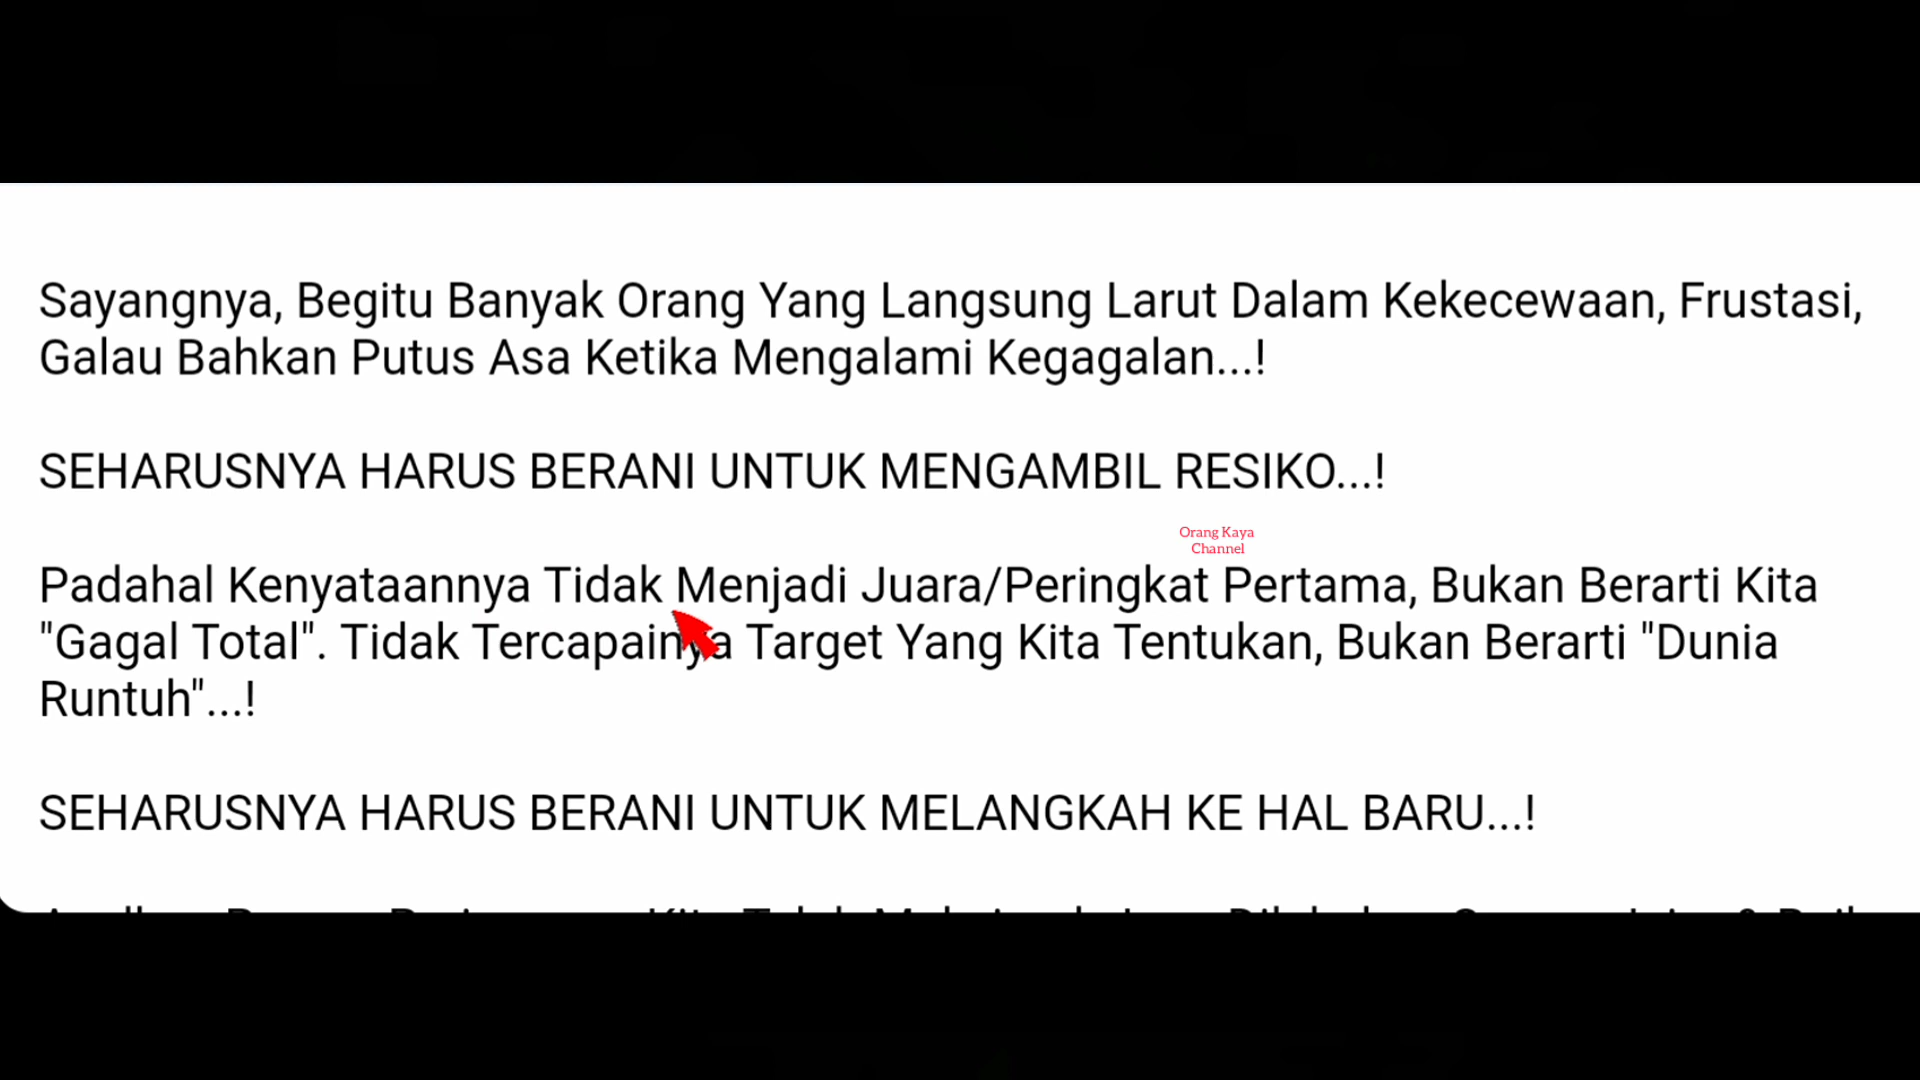 Sayangnya, Begitu Banyak Orang Yang Langsung Larut Dalam Kekecewaan, Frustasi,
Galau Bahkan Putus Asa Ketika Mengalami Kegagalan...!
SEHARUSNYA HARUS BERANI UNTUK MENGAMBIL RESIKO...!
Orang Kaya
Channel
Padahal Kenyataannya Tidak Menjadi Juara/Peringkat Pertama, Bukan Berarti Kita
"Gagal Total". Tidak Tercapainya Target Yang Kita Tentukan, Bukan Berarti "Dunia
Runtuh"...!
SEHARUSNYA HARUS BERANI UNTUK MELANGKAH KE HAL BARU...!